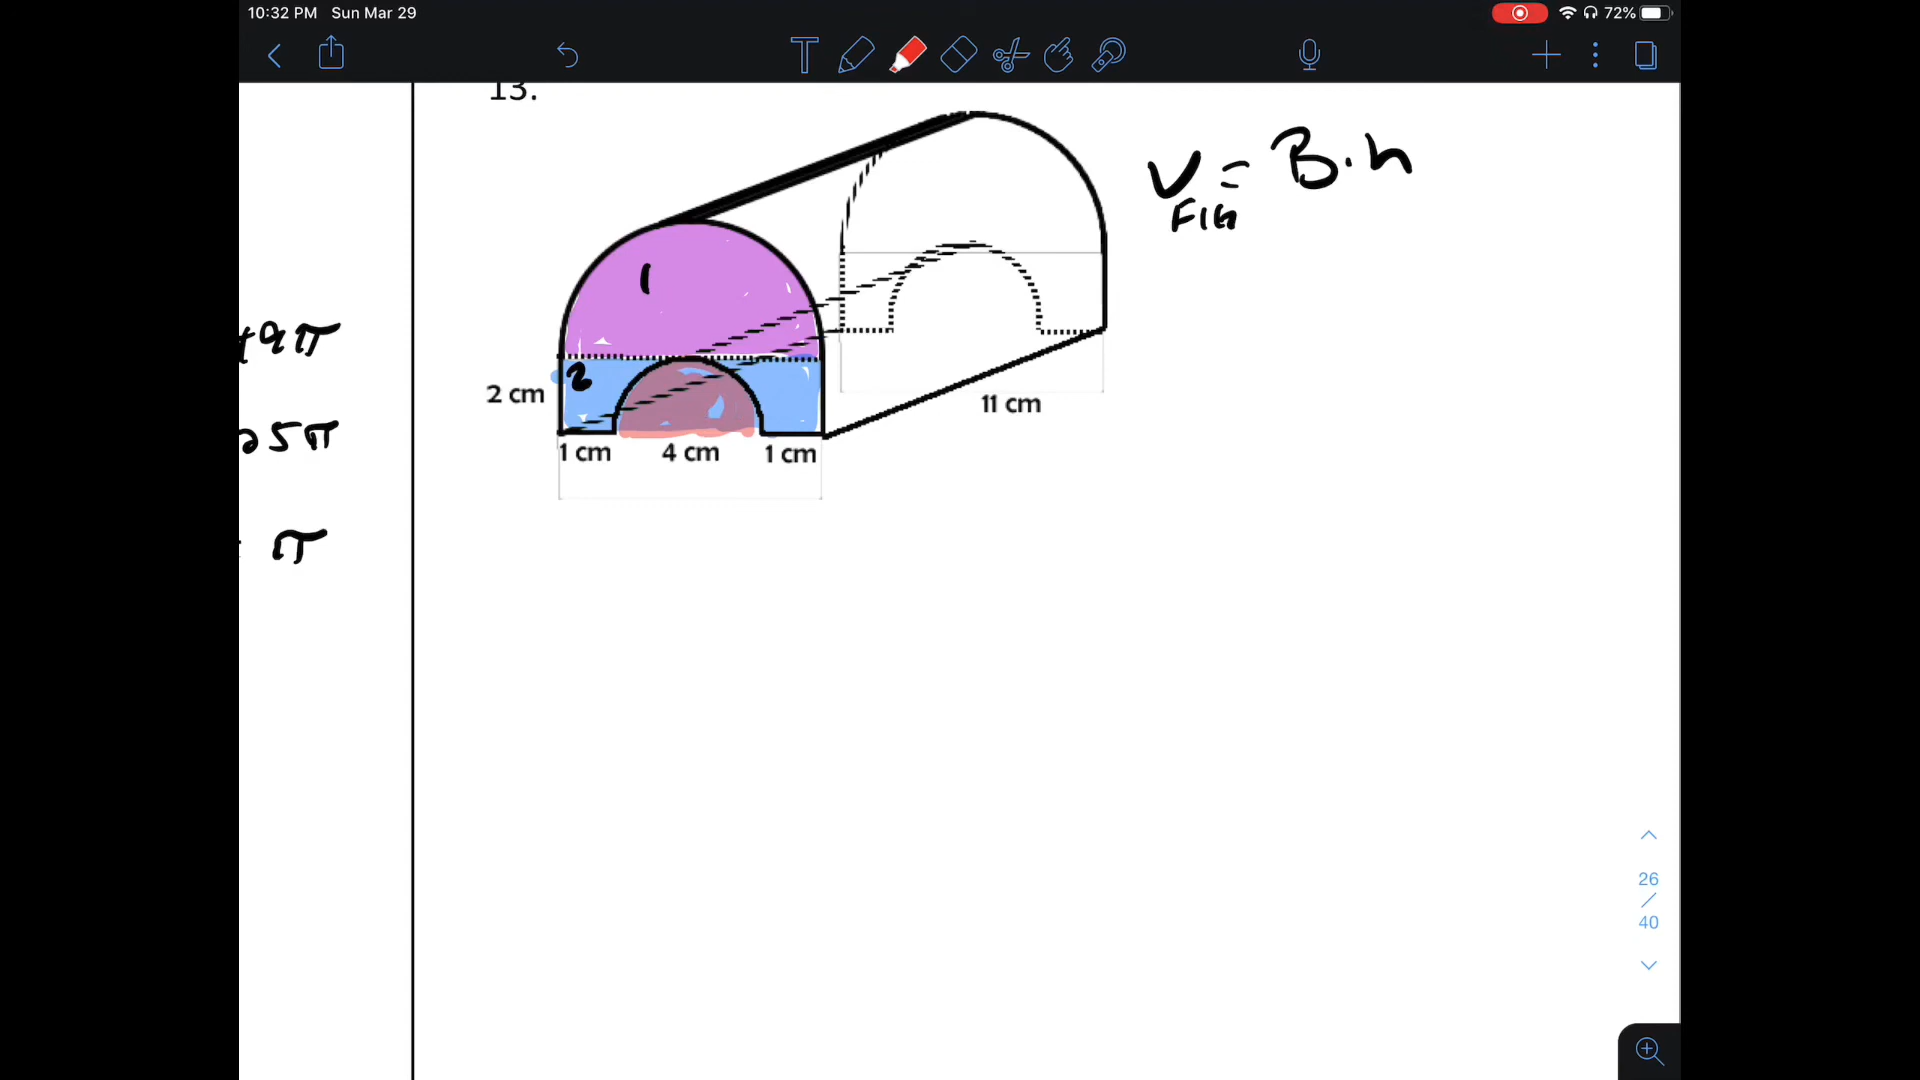 10:32 PM Sun Mar 29
72%
13.
V = B·h
FIG
1
2
2 cm
1 cm 4 cm 1 cm
11 cm
9π
5π
π
26
/
40